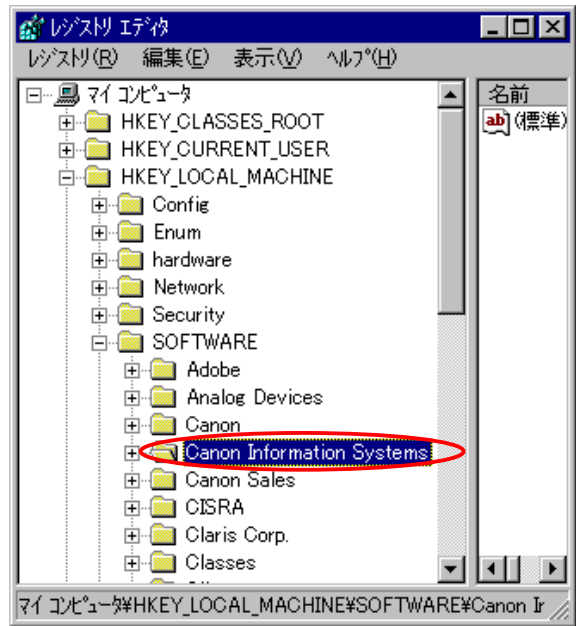 レジストリ エディタ
レジストリ(R) 編集(E) 表示(V) ヘルプ(H)
マイ コンピュータ
HKEY_CLASSES_ROOT
HKEY_CURRENT_USER
HKEY_LOCAL_MACHINE
Config
Enum
hardware
Network
Security
SOFTWARE
Adobe
Analog Devices
Canon
Canon Information Systems
Canon Sales
CISRA
Claris Corp.
Classes
名前
ab (標準)
マイ コンピュータ¥HKEY_LOCAL_MACHINE¥SOFTWARE¥Canon Ir